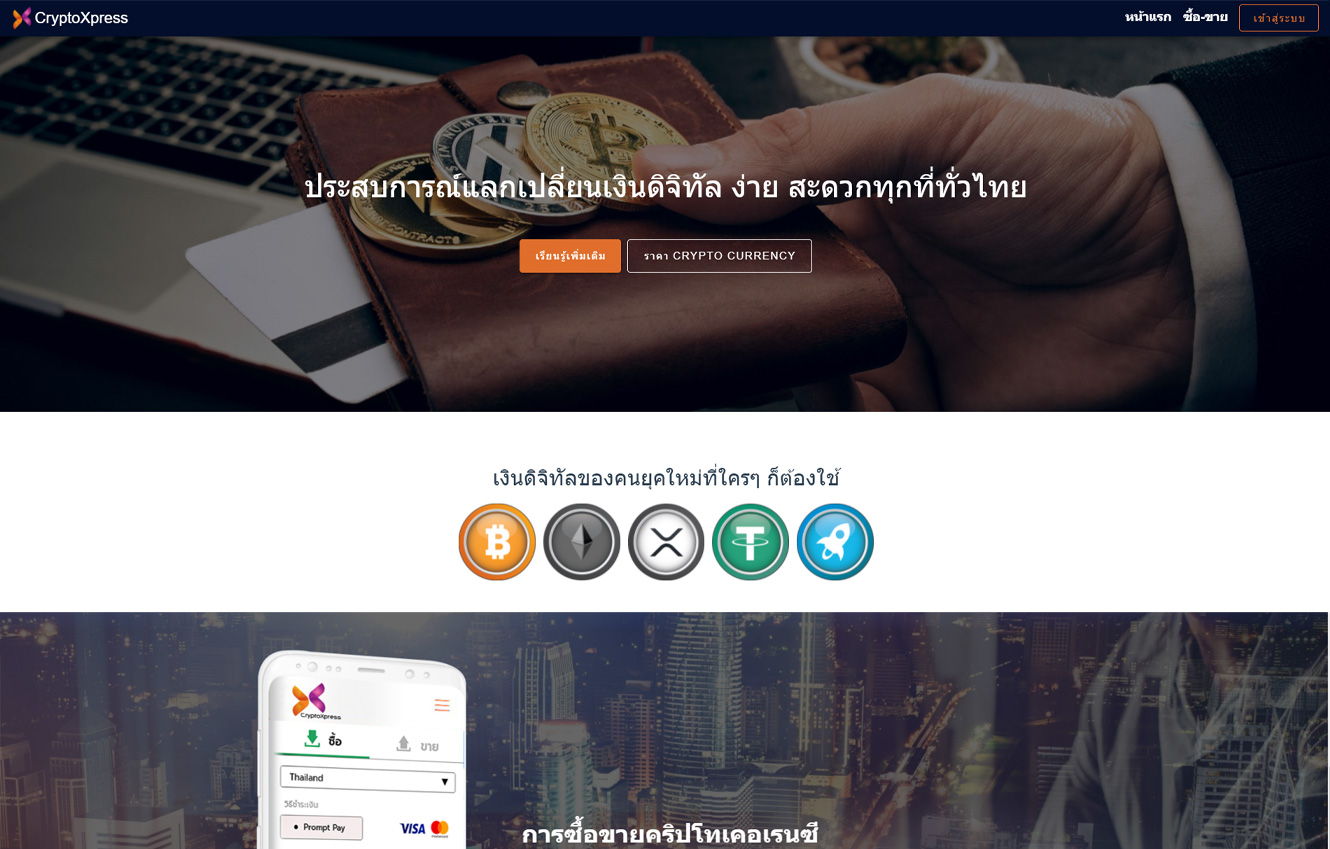 CryptoXpress
หน้าแรก ซื้อ-ขาย เข้าสู่ระบบ
ประสบการณ์แลกเปลี่ยนเงินดิจิทัล ง่าย สะดวกทุกที่ทั่วไทย
เรียนรู้เพิ่มเติม ราคา CRYPTO CURRENCY
เงินดิจิทัลของคนยุคใหม่ที่ใครๆ ก็ต้องใช้
CryptoXpress
ซื้อ ขาย
Thailand
วิธีชำระเงิน
Prompt Pay VISA
การซื้อขายคริปโทเคอเรนซี